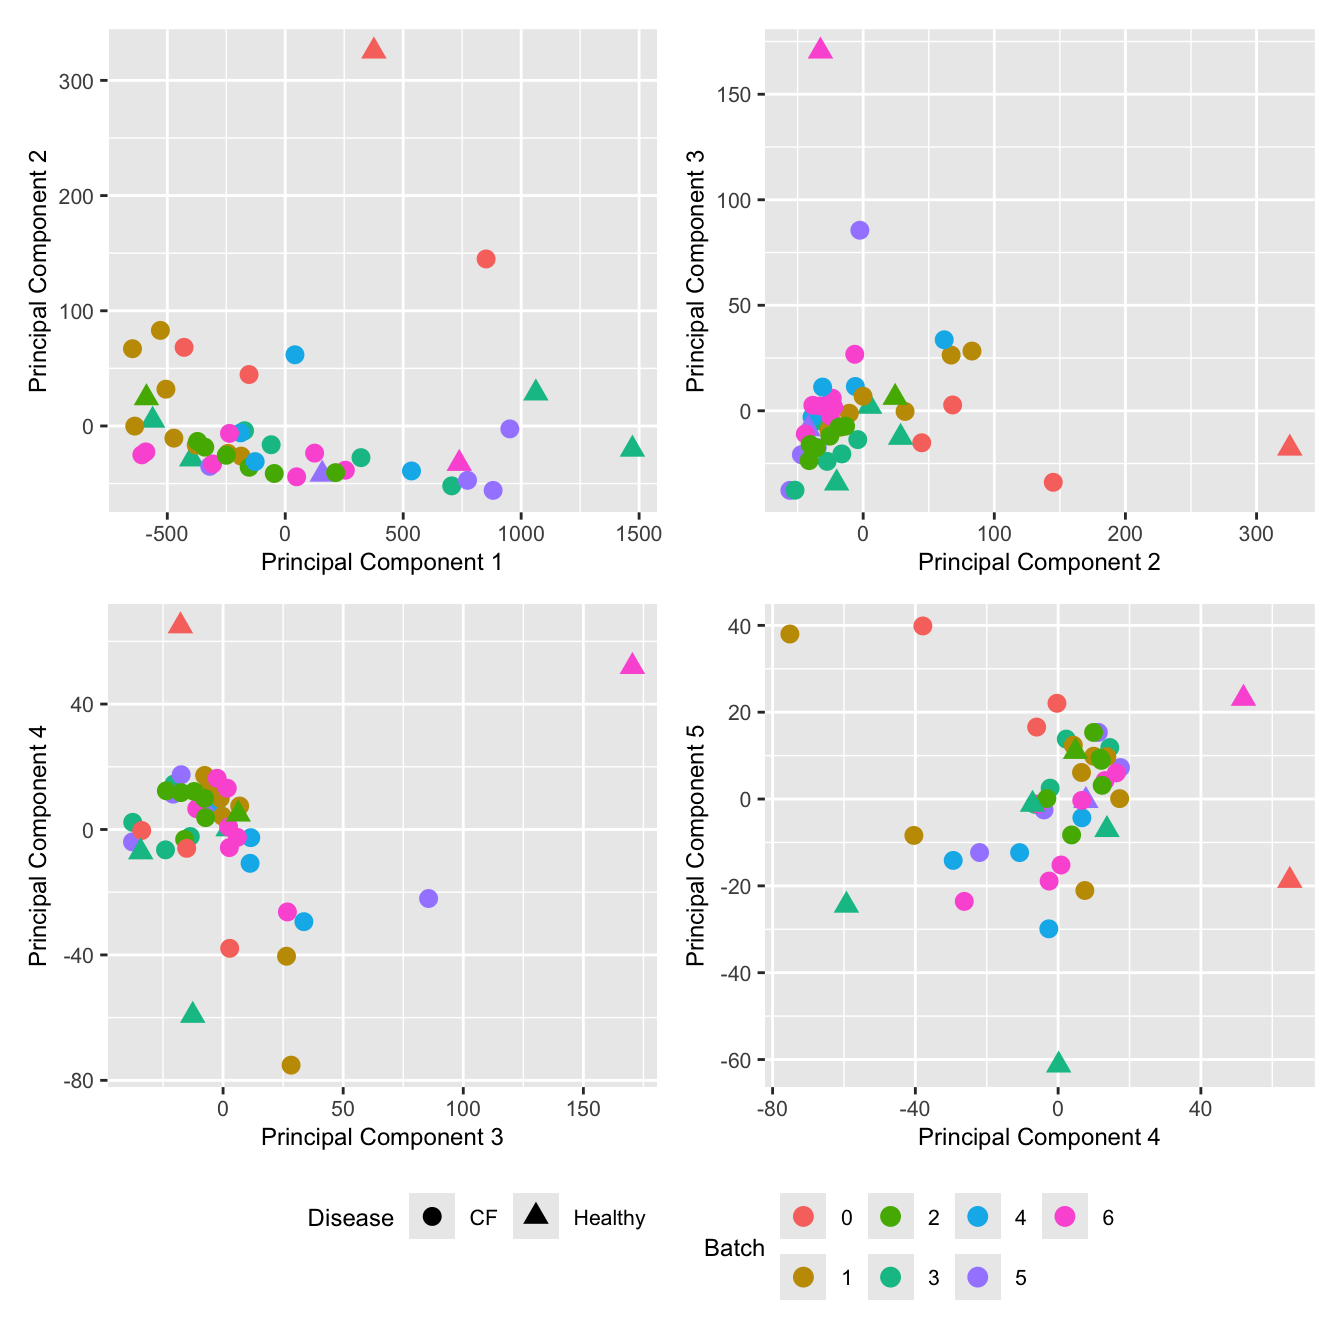 300
200
100
0
Principal Component 2
-500 0 500 1000 1500
Principal Component 1
150
100
50
0
Principal Component 3
0 100 200 300
Principal Component 2
40
0
-40
-80
Principal Component 4
0 50 100 150
Principal Component 3
40
20
0
-20
-40
-60
Principal Component 5
-80 -40 0 40
Principal Component 4
Disease CF Healthy
Batch
0 2 4 6
1 3 5